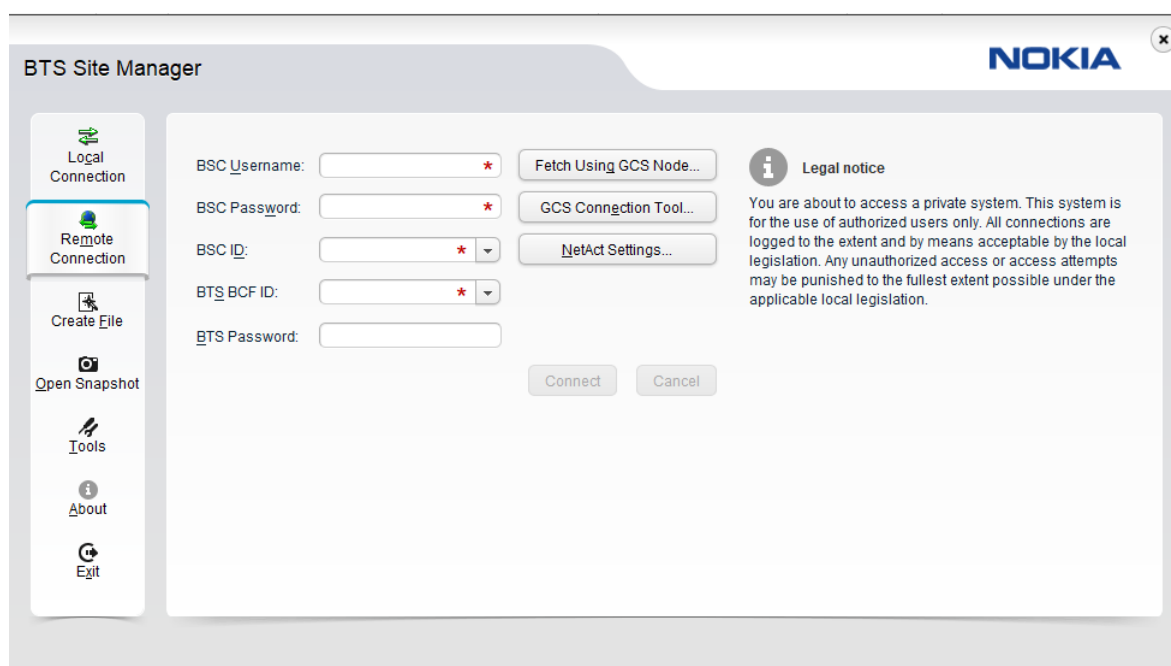 BTS Site Manager
NOKIA
Local
Connection
Remote
Connection
Create File
Open Snapshot
Tools
About
Exit
BSC Username: *
Fetch Using GCS Node...
BSC Password: *
GCS Connection Tool...
BSC ID: *
NetAct Settings...
BTS BCF ID: *
BTS Password:
Connect
Cancel
Legal notice
You are about to access a private system. This system is
for the use of authorized users only. All connections are
logged to the extent and by means acceptable by the local
legislation. Any unauthorized access or access attempts
may be punished to the fullest extent possible under the
applicable local legislation.